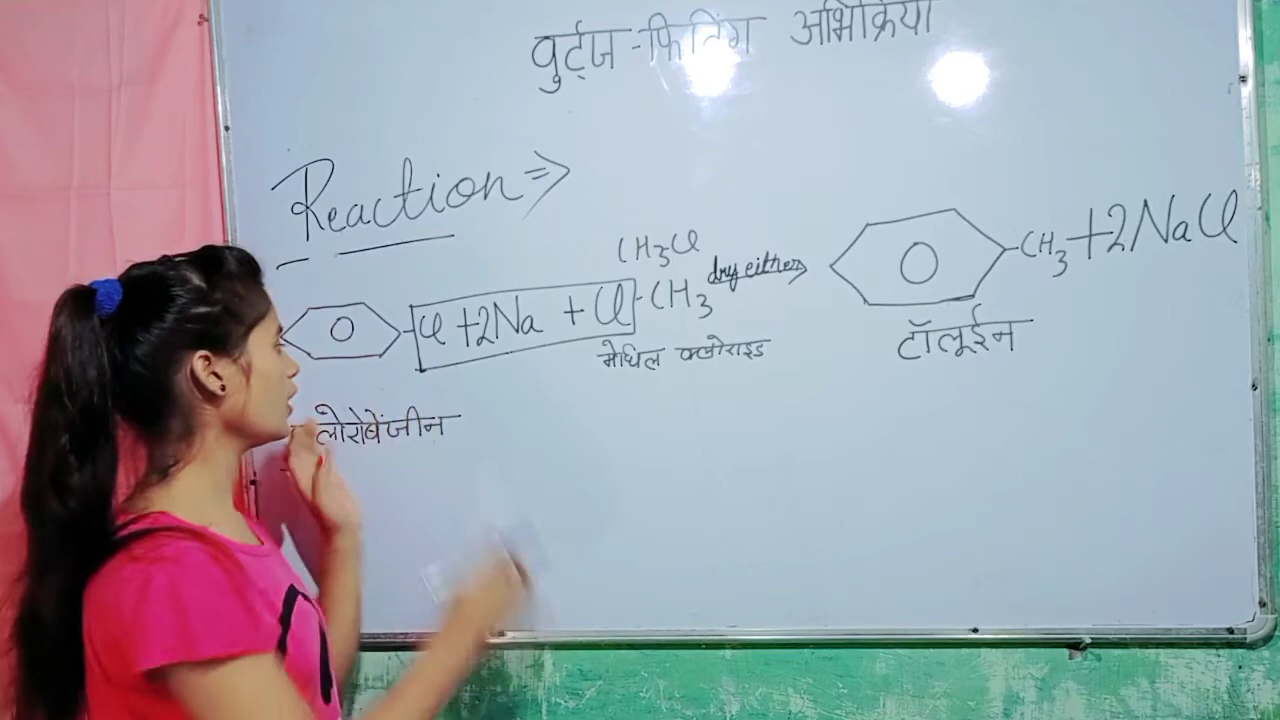 वुर्ट्ज-फिटिंग अभिक्रिया
Reaction ⇒
CH₃Cl
Cl + 2Na + Cl - CH₃ dry either → -CH₃ + 2NaCl
मेथिल क्लोराइड
टॉलूईन
लोरोबेंजीन